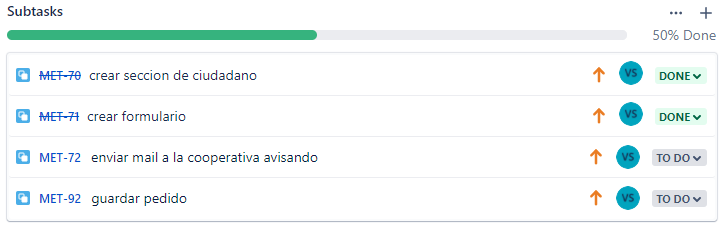 Subtasks
50% Done
MET-70 crear seccion de ciudadano VS DONE
MET-71 crear formulario VS DONE
MET-72 enviar mail a la cooperativa avisando VS TO DO
MET-92 guardar pedido VS TO DO